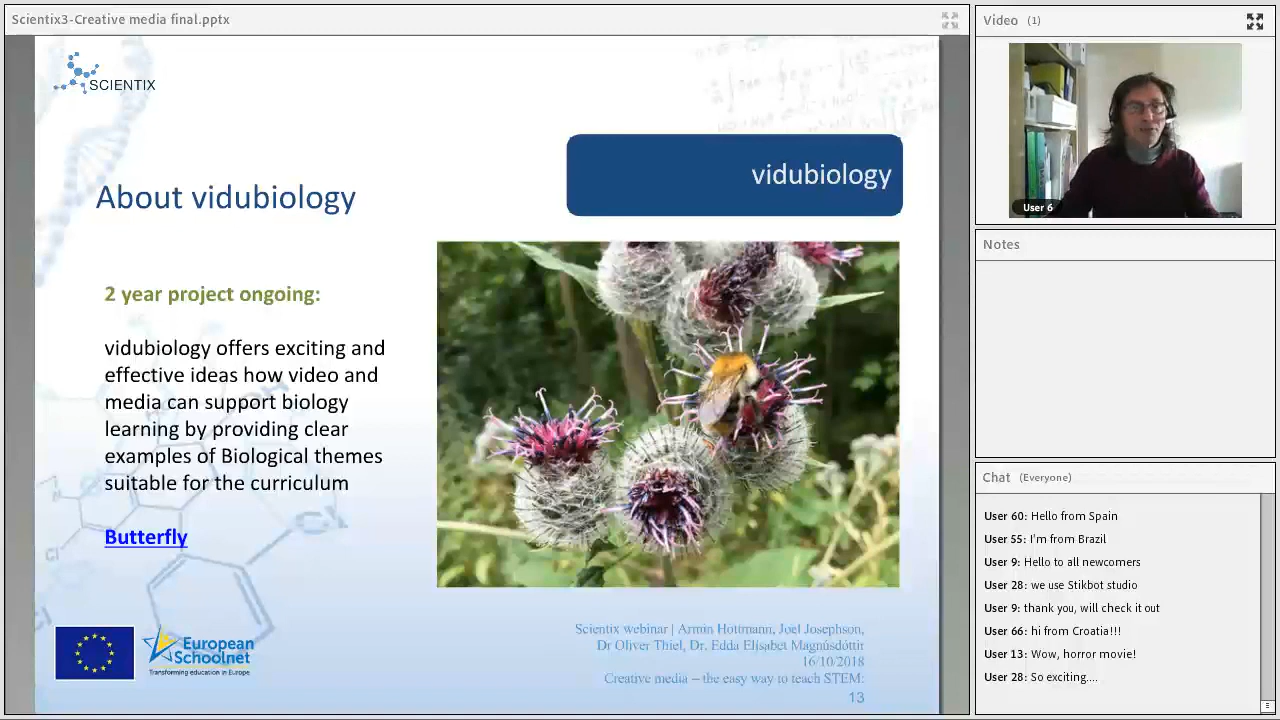 Scientix3-Creative media final.pptx
SCIENTIX
vidubiology
About vidubiology
2 year project ongoing:
vidubiology offers exciting and
effective ideas how video and
media can support biology
learning by providing clear
examples of Biological themes
suitable for the curriculum
Butterfly
European
Schoolnet
Transforming education in Europe
Scientix webinar | Armin Hottmann, Joel Josephson,
Dr Oliver Thiel, Dr. Edda Elísabet Magnúsdóttir
16/10/2018
Creative media – the easy way to teach STEM:
13
Video (1)
User 6
Notes
Chat (Everyone)
User 60: Hello from Spain
User 55: I'm from Brazil
User 9: Hello to all newcomers
User 28: we use Stikbot studio
User 9: thank you, will check it out
User 66: hi from Croatia!!!
User 13: Wow, horror movie!
User 28: So exciting....